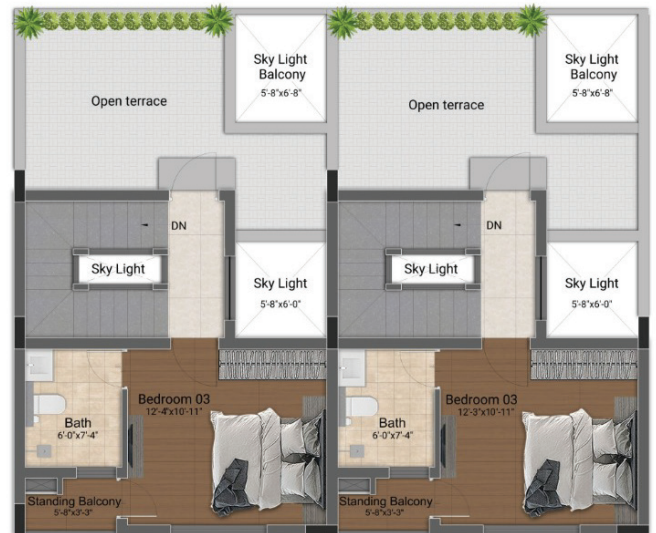 Sky Light
Balcony
5'-8"x6'-8"
Open terrace
DN
Sky Light
Sky Light
5'-8"x6'-0"
Bedroom 03
12'-4"x10'-11"
Bath
6'-0"x7'-4"
Standing Balcony
5'-8"x3'-3"
Sky Light
Balcony
5'-8"x6'-8"
Open terrace
DN
Sky Light
Sky Light
5'-8"x6'-0"
Bedroom 03
12'-3"x10'-11"
Bath
6'-0"x7'-4"
Standing Balcony
5'-8"x3'-3"